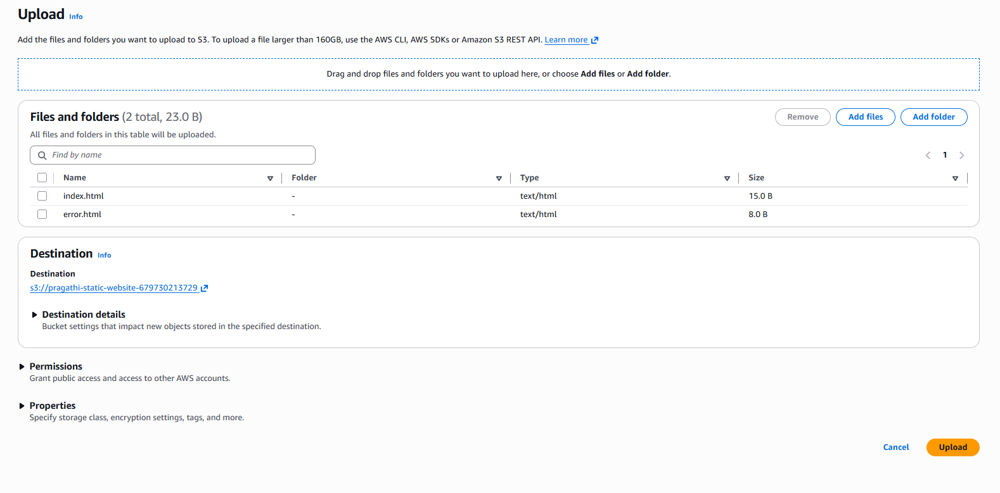 Upload Info
Add the files and folders you want to upload to S3. To upload a file larger than 160GB, use the AWS CLI, AWS SDKs or Amazon S3 REST API. Learn more
Drag and drop files and folders you want to upload here, or choose Add files or Add folder.
Files and folders (2 total, 23.0 B)
Remove Add files Add folder
All files and folders in this table will be uploaded.
Find by name
1
Name Folder Type Size
index.html - text/html 15.0 B
error.html - text/html 8.0 B
Destination Info
Destination
s3://pragathi-static-website-679730213729
Destination details
Bucket settings that impact new objects stored in the specified destination.
Permissions
Grant public access and access to other AWS accounts.
Properties
Specify storage class, encryption settings, tags, and more.
Cancel Upload